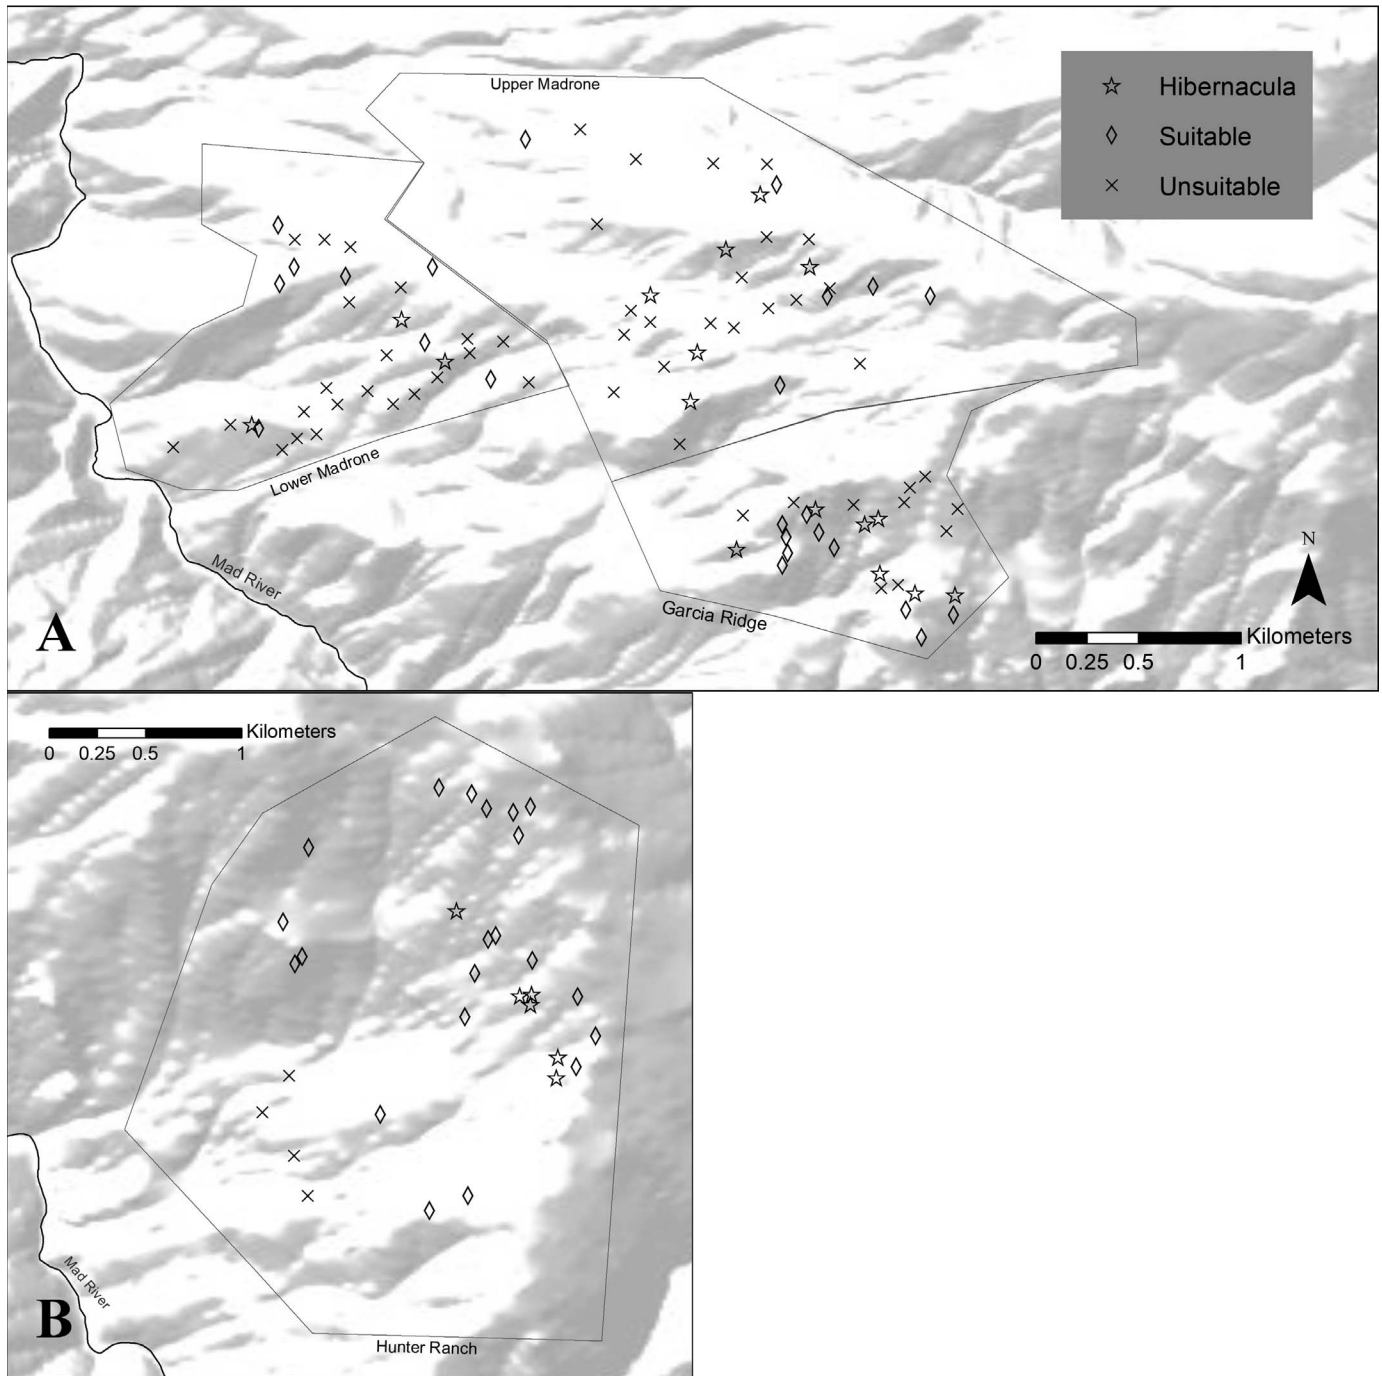 Upper Madrone
Hibernacula
Suitable
Unsuitable
Lower Madrone
Mad River
Garcia Ridge
N
A
Kilometers
0 0.25 0.5 1
Kilometers
0 0.25 0.5 1
Mad River
B
Hunter Ranch